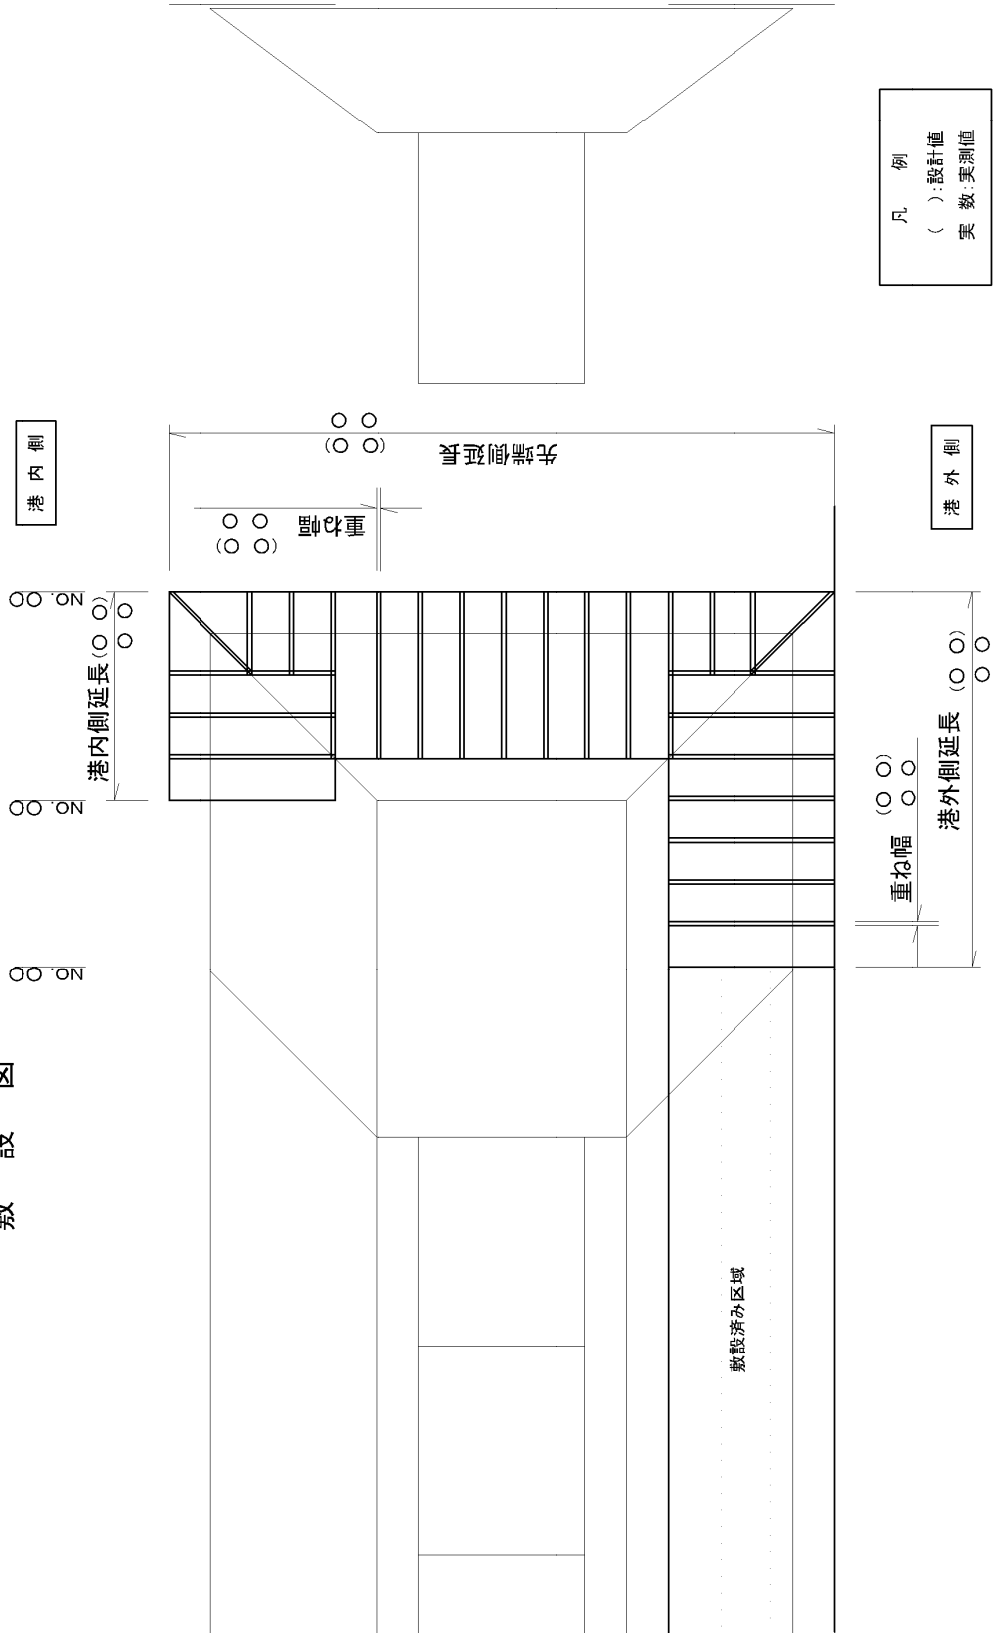 敷 設 図
港 内 側
No. ○○
No. ○○
No. ○○
港内側延長
(○ ○)
○ ○
先端側延長
○ ○
(○ ○)
重ね幅
○ ○
(○ ○)
港 外 側
港外側延長
(○ ○)
○ ○
重ね幅
(○ ○)
○ ○
敷設済み区域
凡 例
( ):設計値
実 数:実測値